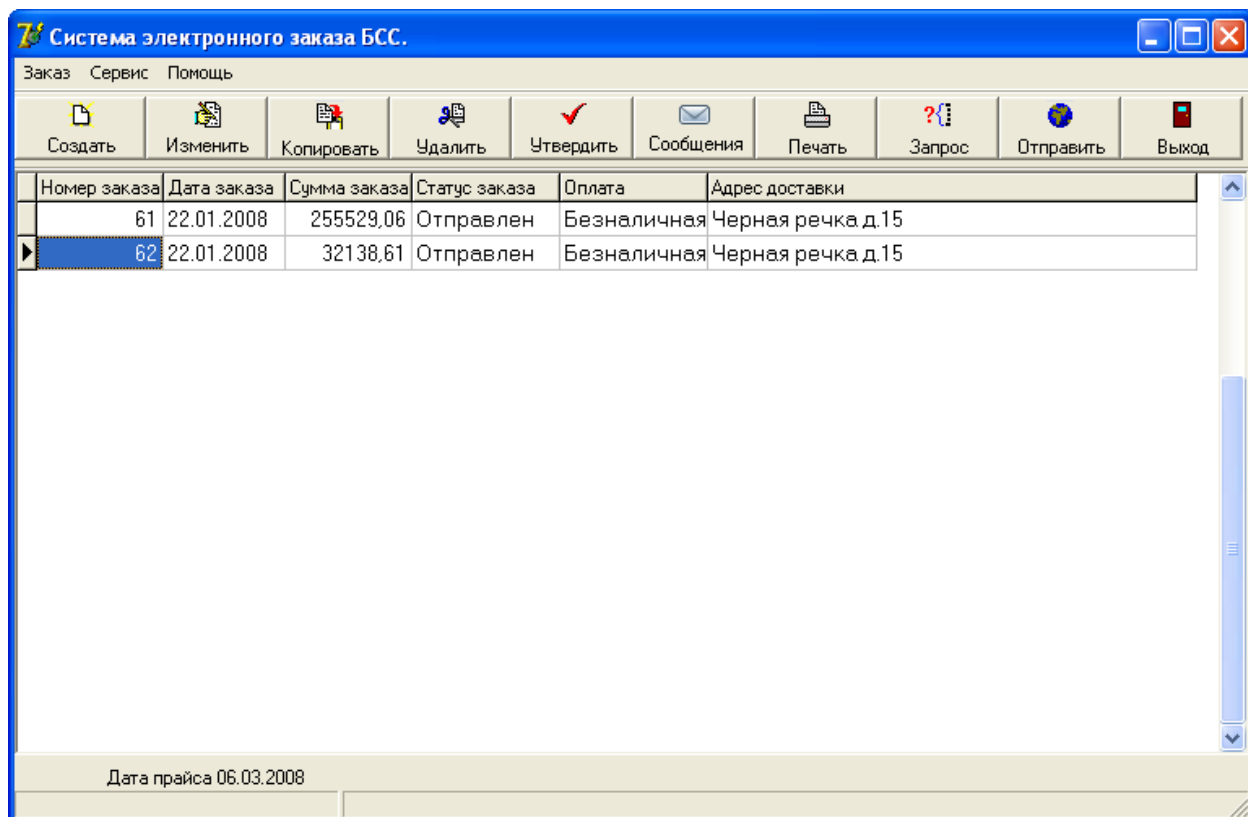 Система электронного заказа БСС.
Заказ Сервис Помощь
Создать Изменить Копировать Удалить Утвердить Сообщения Печать Запрос Отправить Выход
Номер заказа Дата заказа Сумма заказа Статус заказа Оплата Адрес доставки
61 22.01.2008 255529,06 Отправлен Безналичная Черная речка д.15
62 22.01.2008 32138,61 Отправлен Безналичная Черная речка д.15
Дата прайса 06.03.2008